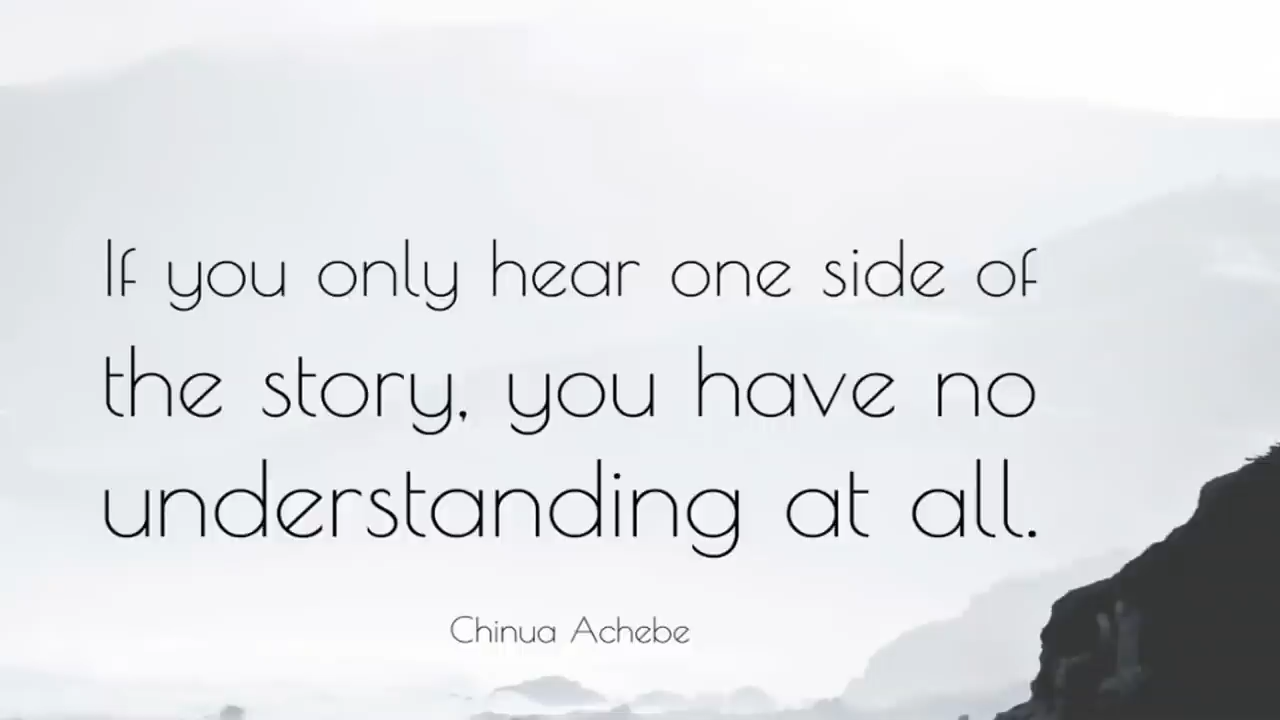 If you only hear one side of
the story, you have no
understanding at all.
Chinua Achebe